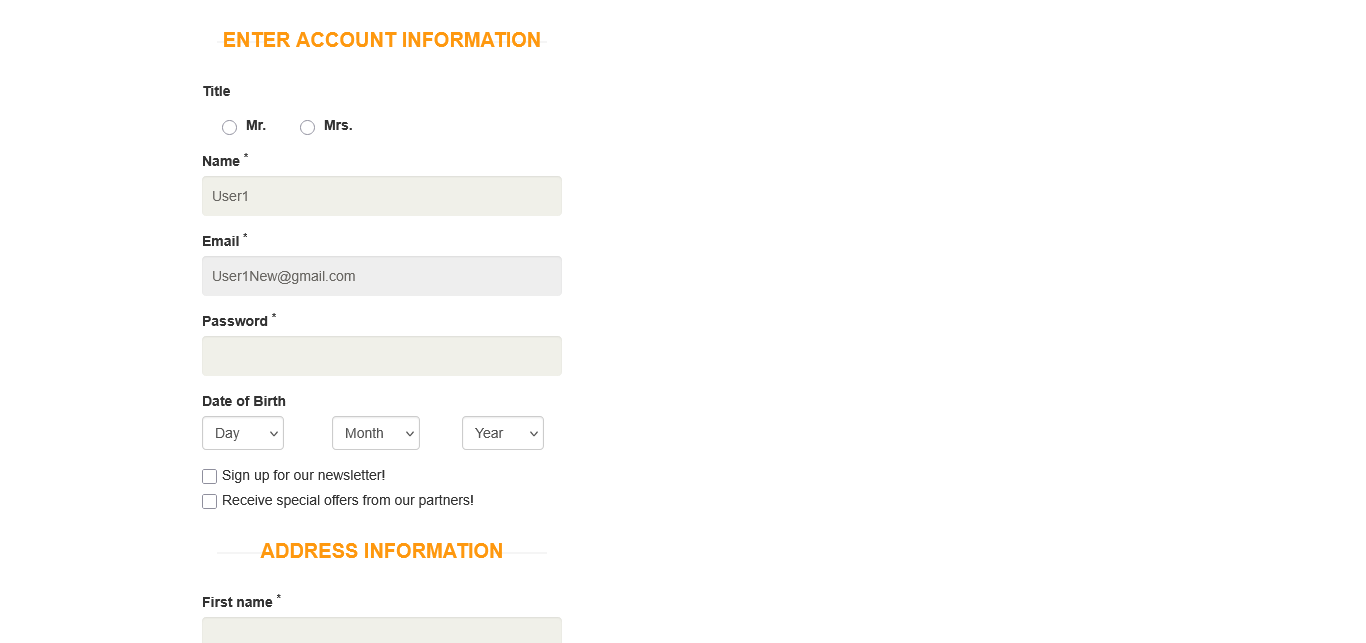 ENTER ACCOUNT INFORMATION
Title
Mr. Mrs.
Name *
User1
Email *
User1New@gmail.com
Password *
Date of Birth
Day Month Year
Sign up for our newsletter!
Receive special offers from our partners!
ADDRESS INFORMATION
First name *